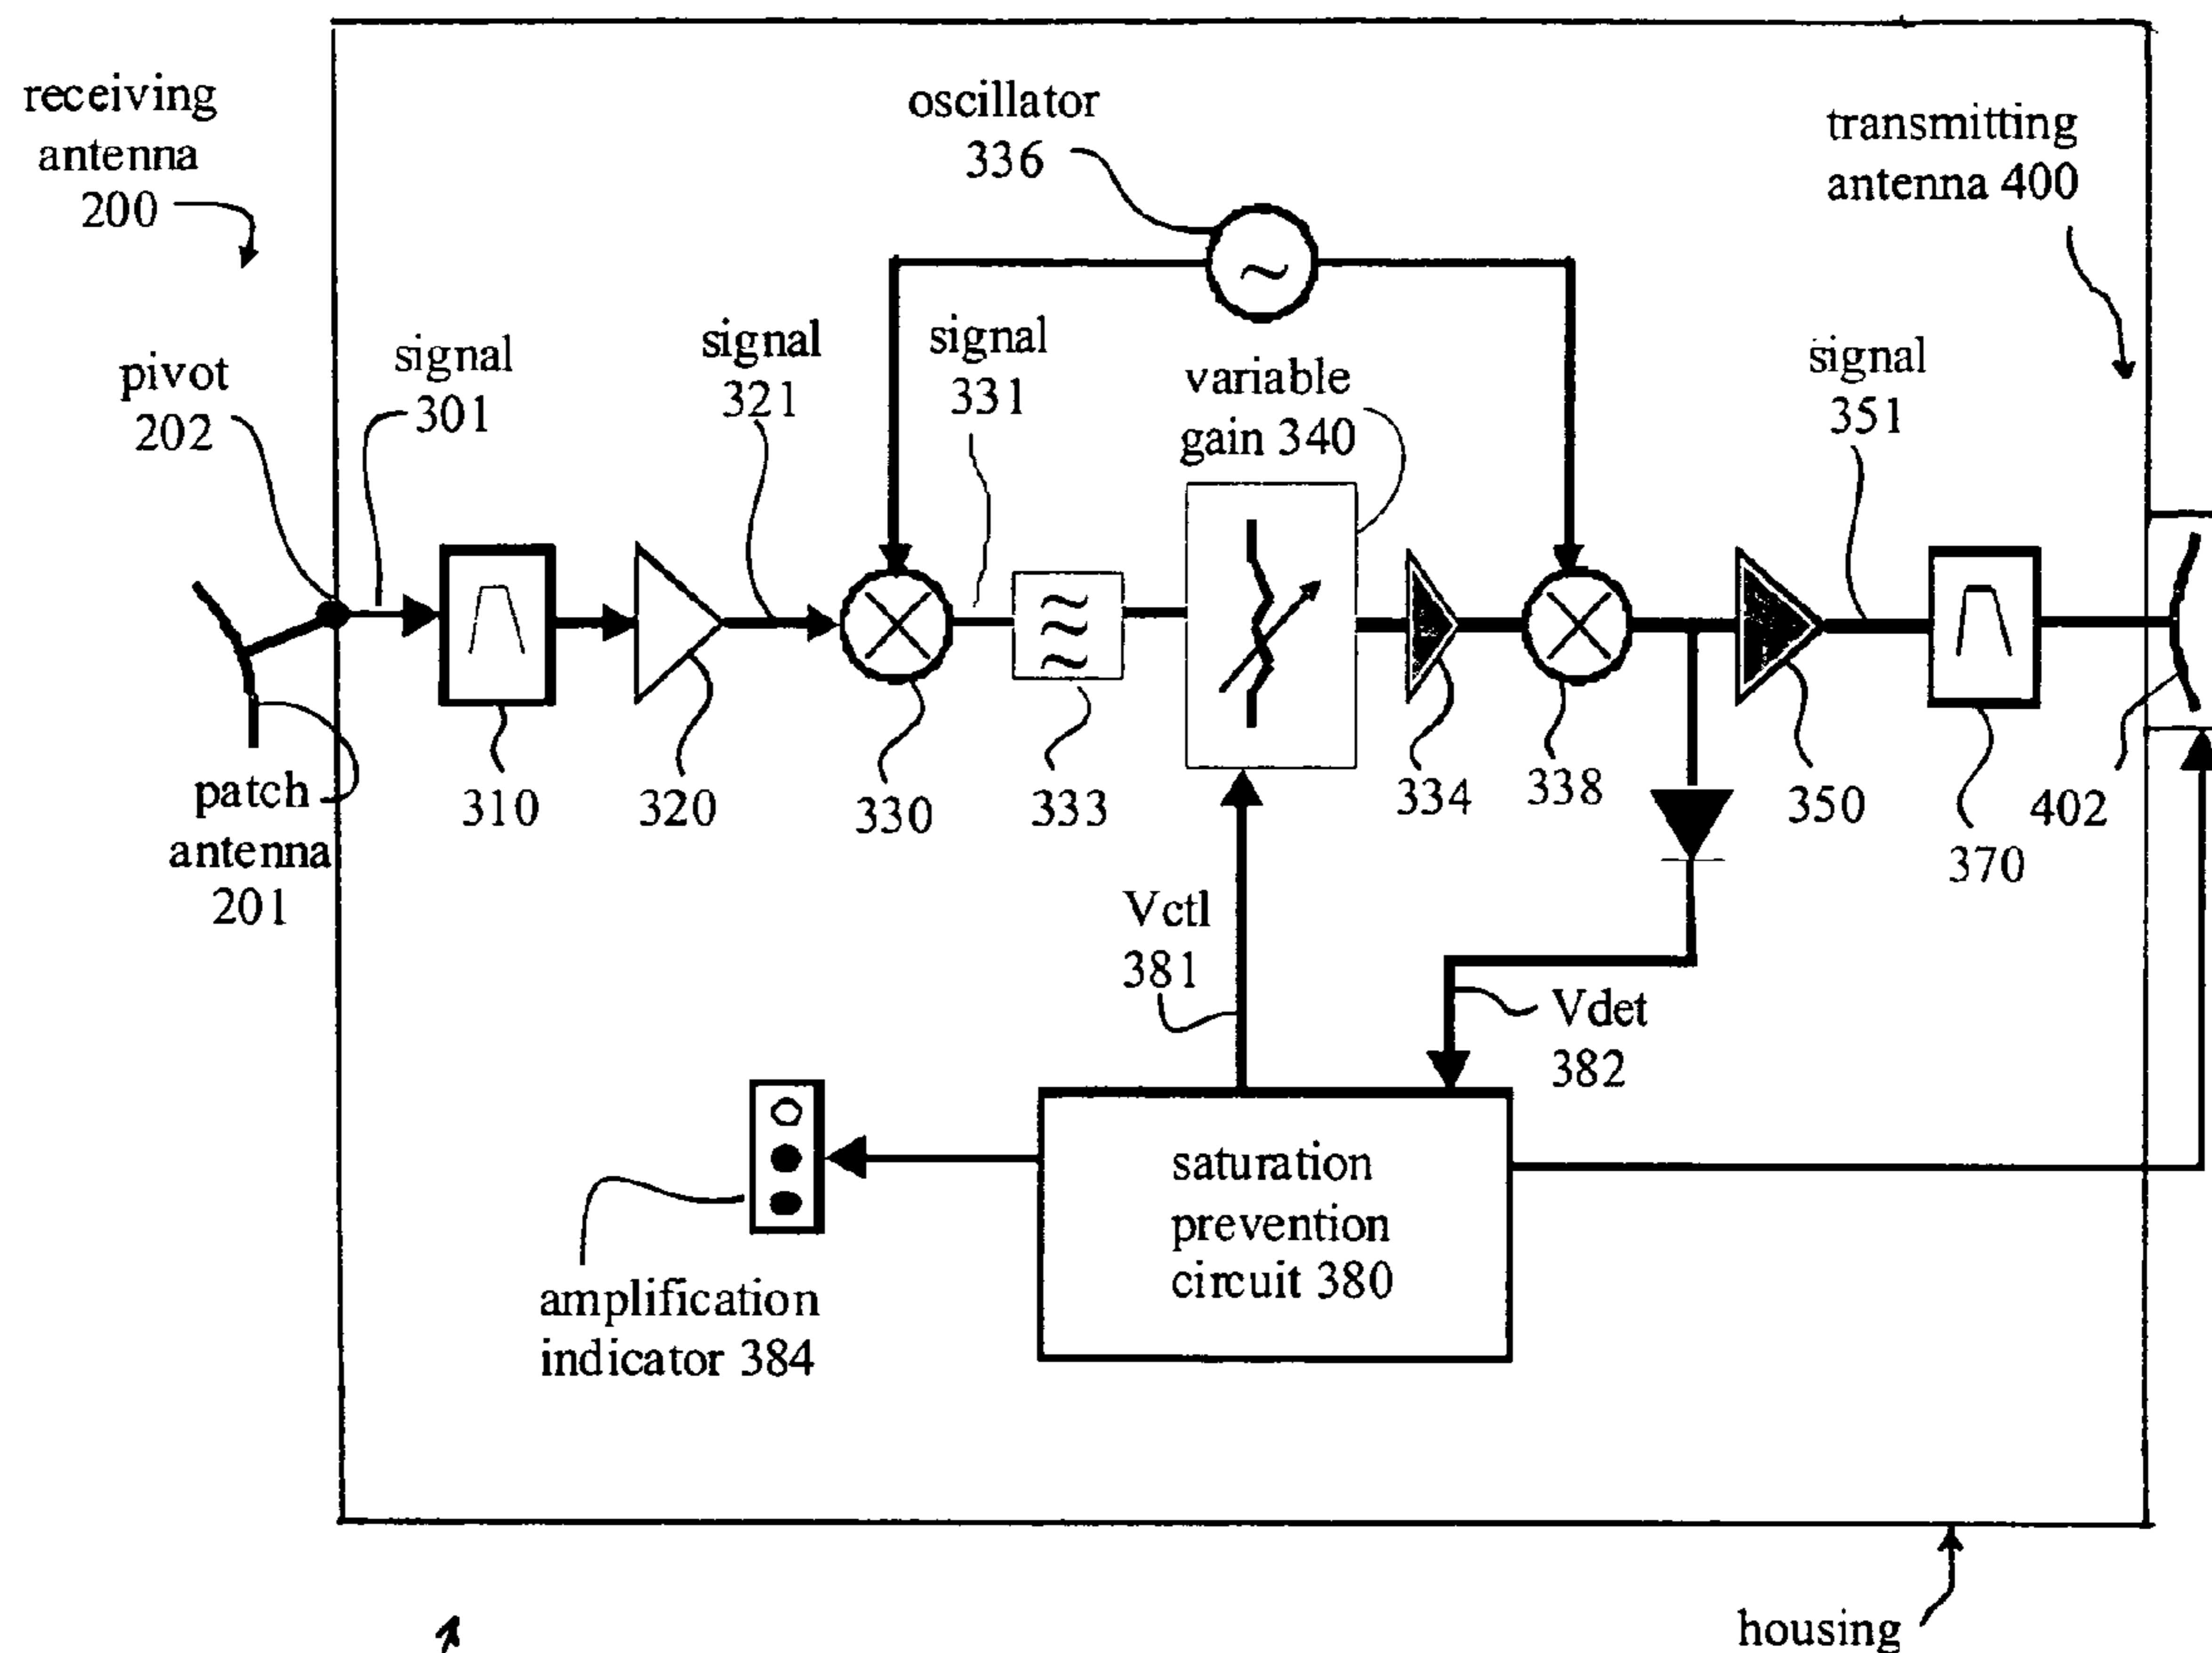 receiving
antenna
200
oscillator
336
transmitting
antenna 400
pivot
202
signal
301
signal
321
signal
331
variable
gain 340
signal
351
patch
antenna
201
310
320
330
333
334
338
350
370
402
Vctl
381
Vdet
382
saturation
prevention
circuit 380
amplification
indicator 384
housing